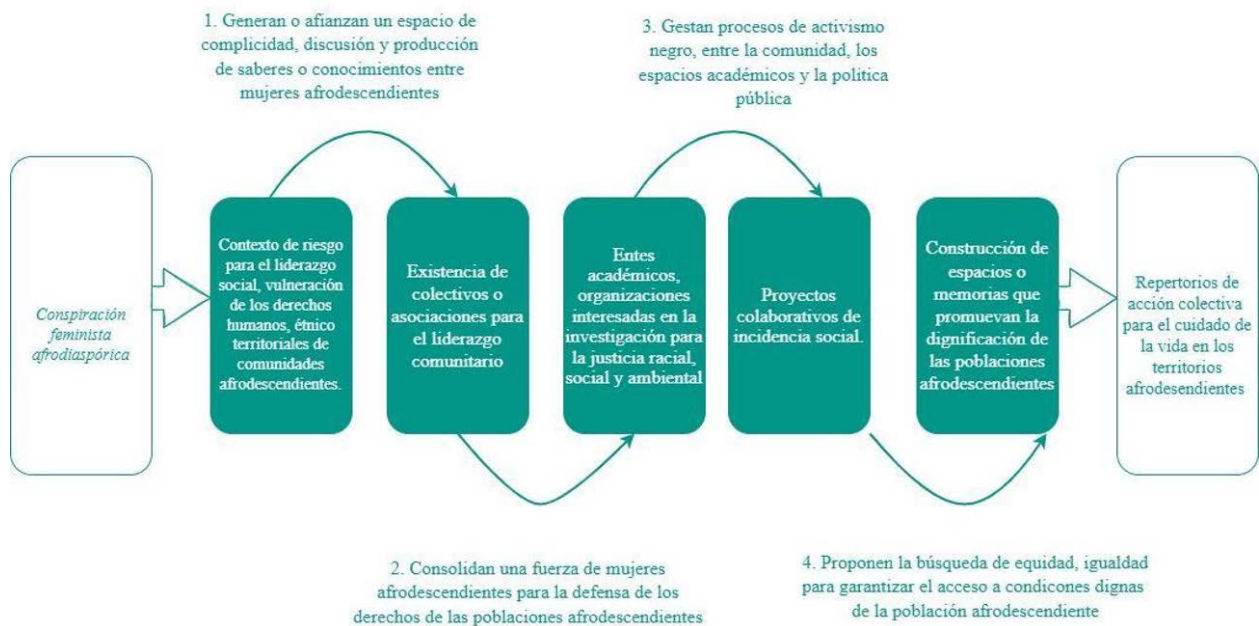 1. Generan o afianzan un espacio de
complicidad, discusión y producción
de saberes o conocimientos entre
mujeres afrodescendientes
3. Gestan procesos de activismo
negro, entre la comunidad, los
espacios académicos y la politica
pública
Conspiración
feminista
afrodiaspórica
Contexto de riesgo
para el liderazgo
social, vulneración
de los derechos
humanos, étnico
territoriales de
comunidades
afrodescendientes.
Existencia de
colectivos o
asociaciones para
el liderazgo
comunitario
Entes
académicos,
organizaciones
interesadas en la
investigación para
la justicia racial,
social y ambiental
Proyectos
colaborativos de
incidencia social.
Construcción de
espacios o
memorias que
promuevan la
dignificación de
las poblaciones
afrodescendientes
Repertorios de
acción colectiva
para el cuidado de
la vida en los
territorios
afrodesendientes
2. Consolidan una fuerza de mujeres
afrodescendientes para la defensa de los
derechos de las poblaciones afrodescendientes
4. Proponen la búsqueda de equidad, igualdad
para garantizar el acceso a condicones dignas
de la población afrodescendiente